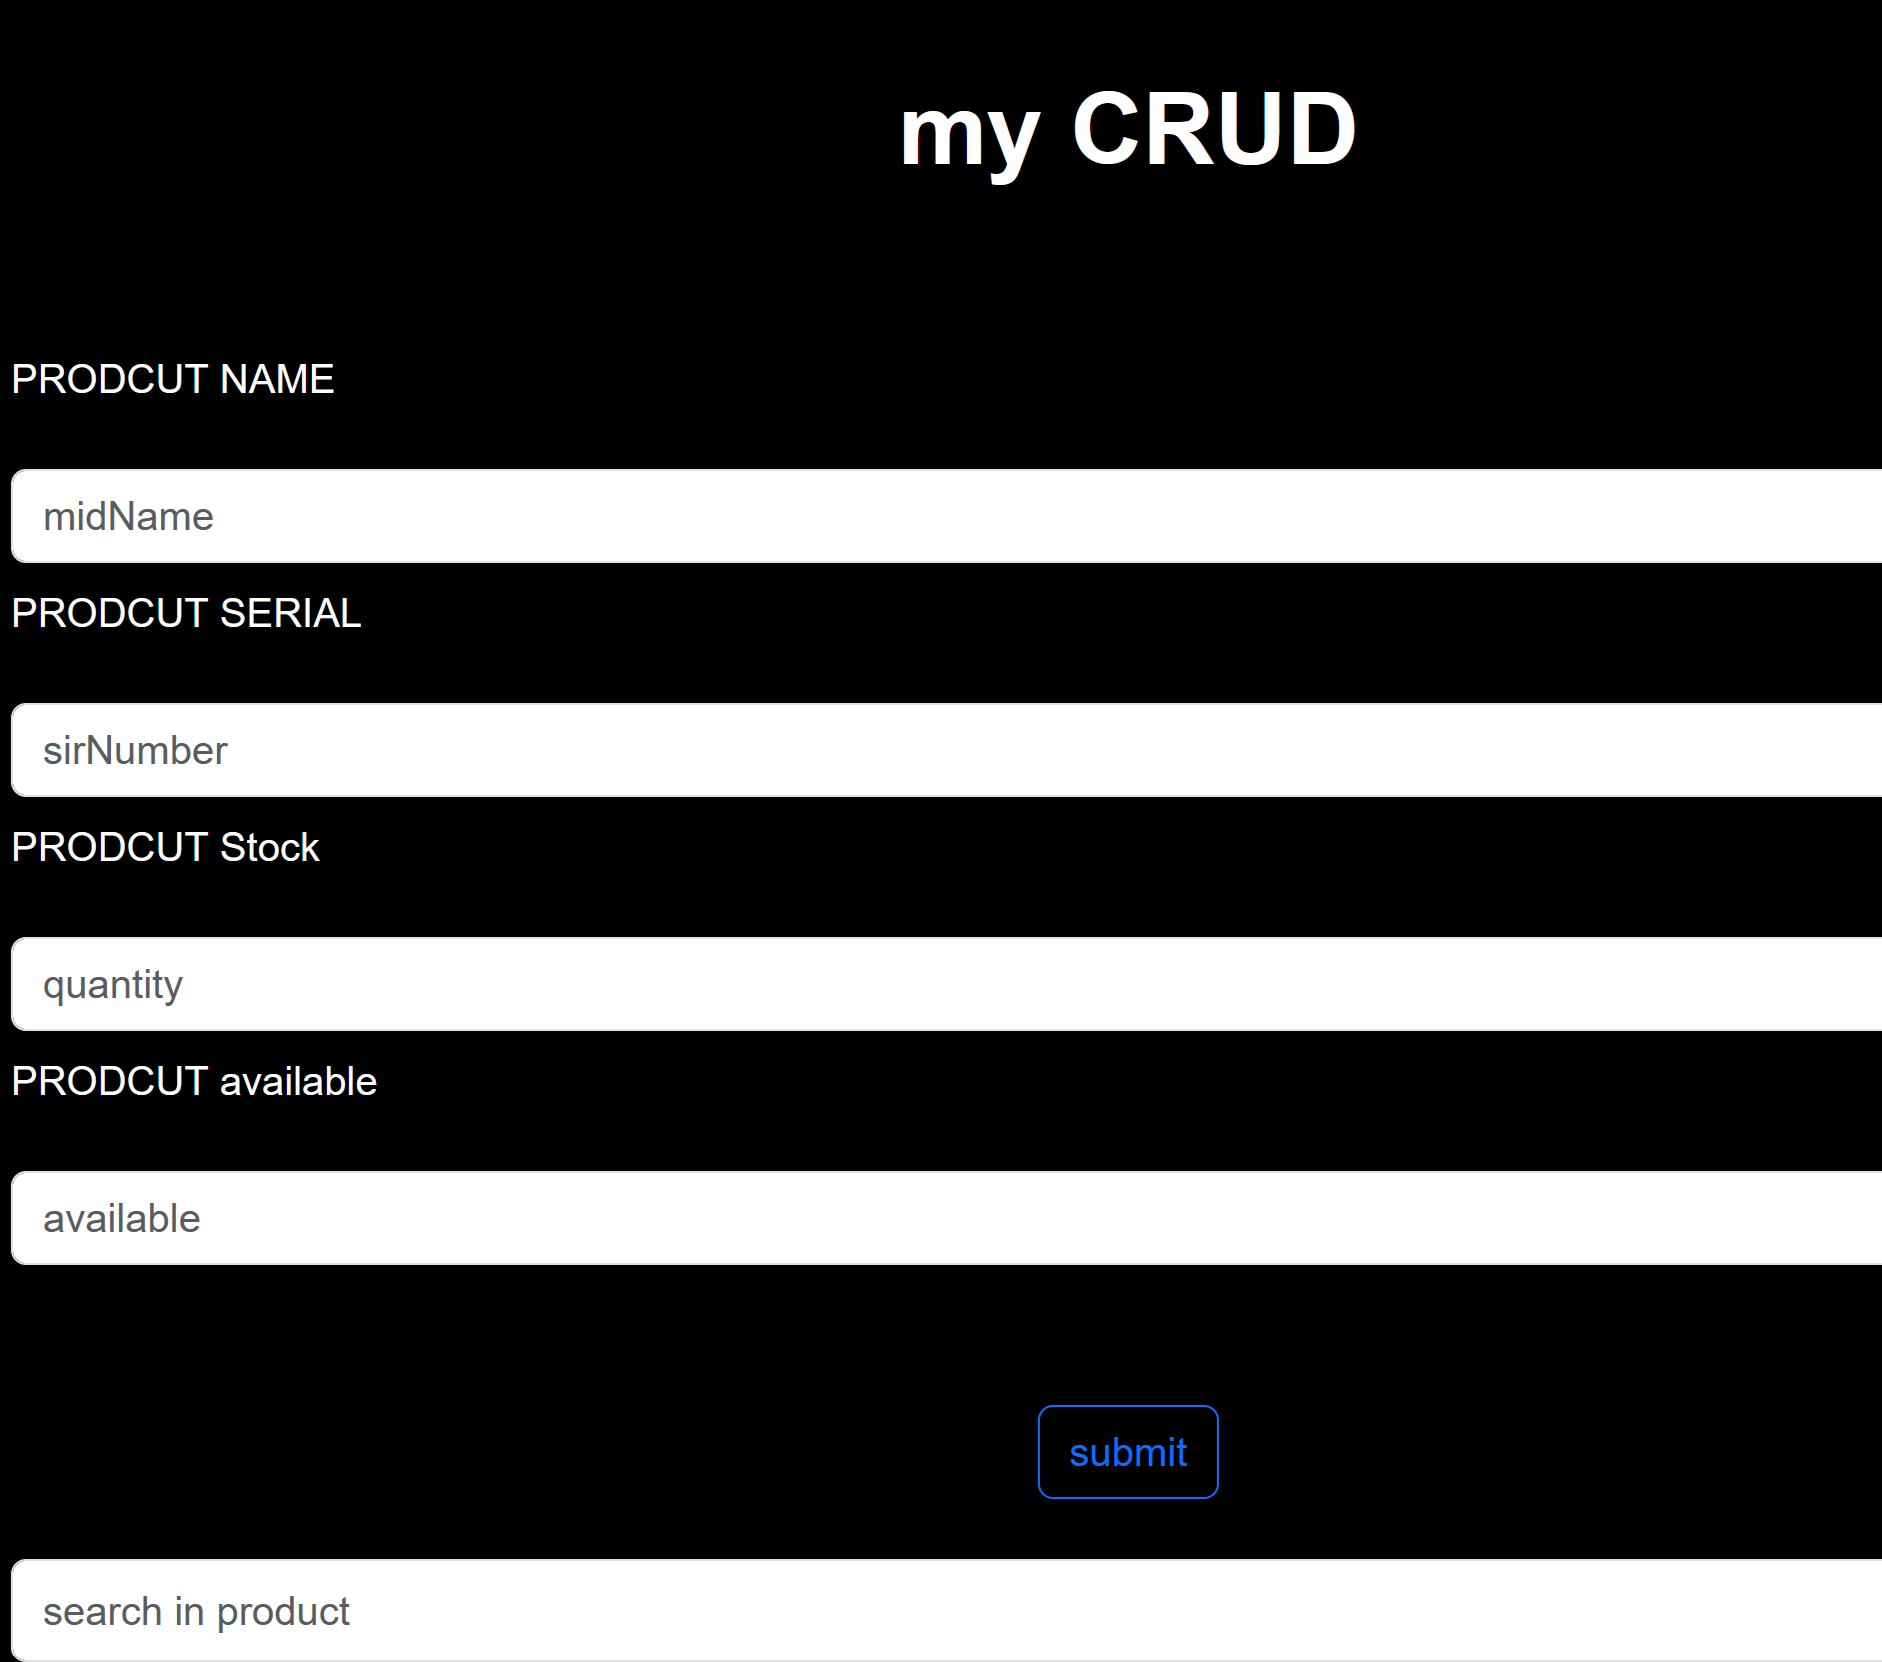 my CRUD
PRODCUT NAME
midName
PRODCUT SERIAL
sirNumber
PRODCUT Stock
quantity
PRODCUT available
available
submit
search in product